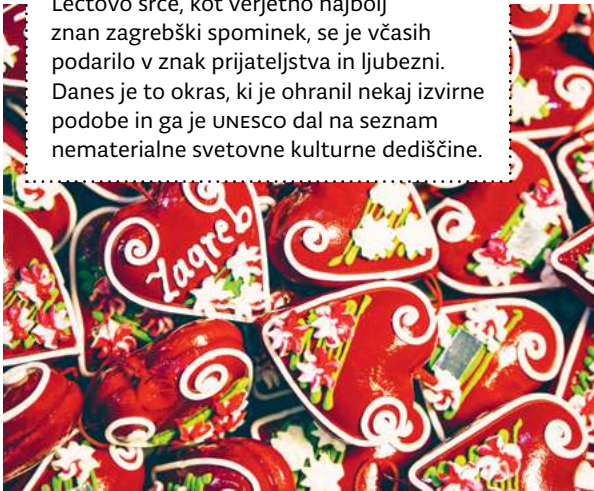 Lectovo srce, kot verjetno najbolj
znan zagrebški spominek, se je včasih
podarilo v znak prijateljstva in ljubezni.
Danes je to okras, ki je ohranil nekaj izvirne
podobe in ga je UNESCO dal na seznam
nematerialne svetovne kulturne dediščine.
Zagreb